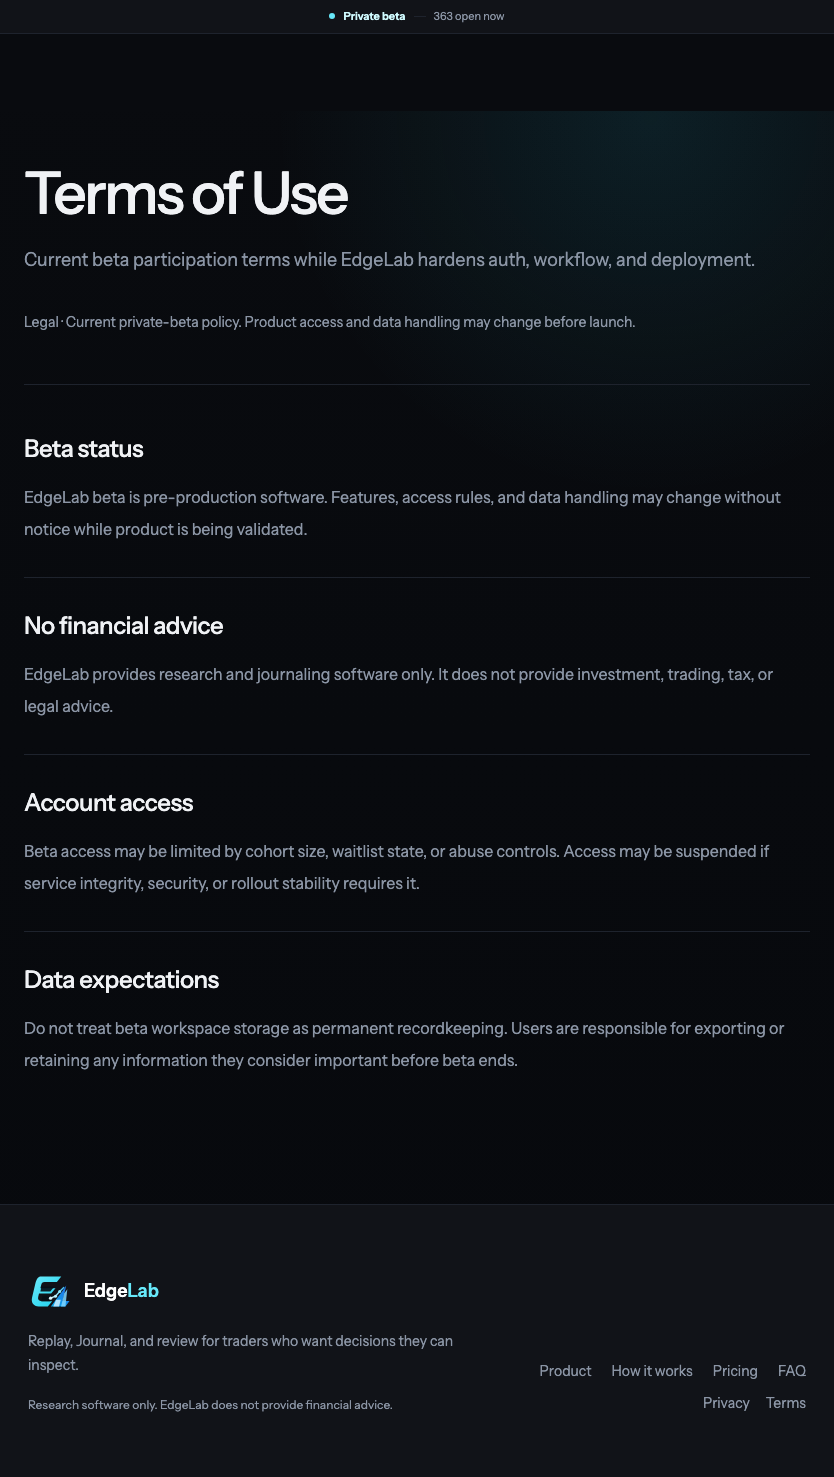 Private beta — 363 open now
Terms of Use
Current beta participation terms while EdgeLab hardens auth, workflow, and deployment.
Legal · Current private-beta policy. Product access and data handling may change before launch.
Beta status
EdgeLab beta is pre-production software. Features, access rules, and data handling may change without
notice while product is being validated.
No financial advice
EdgeLab provides research and journaling software only. It does not provide investment, trading, tax, or
legal advice.
Account access
Beta access may be limited by cohort size, waitlist state, or abuse controls. Access may be suspended if
service integrity, security, or rollout stability requires it.
Data expectations
Do not treat beta workspace storage as permanent recordkeeping. Users are responsible for exporting or
retaining any information they consider important before beta ends.
EdgeLab
Replay, Journal, and review for traders who want decisions they can
inspect.
Research software only. EdgeLab does not provide financial advice.
Product How it works Pricing FAQ
Privacy Terms